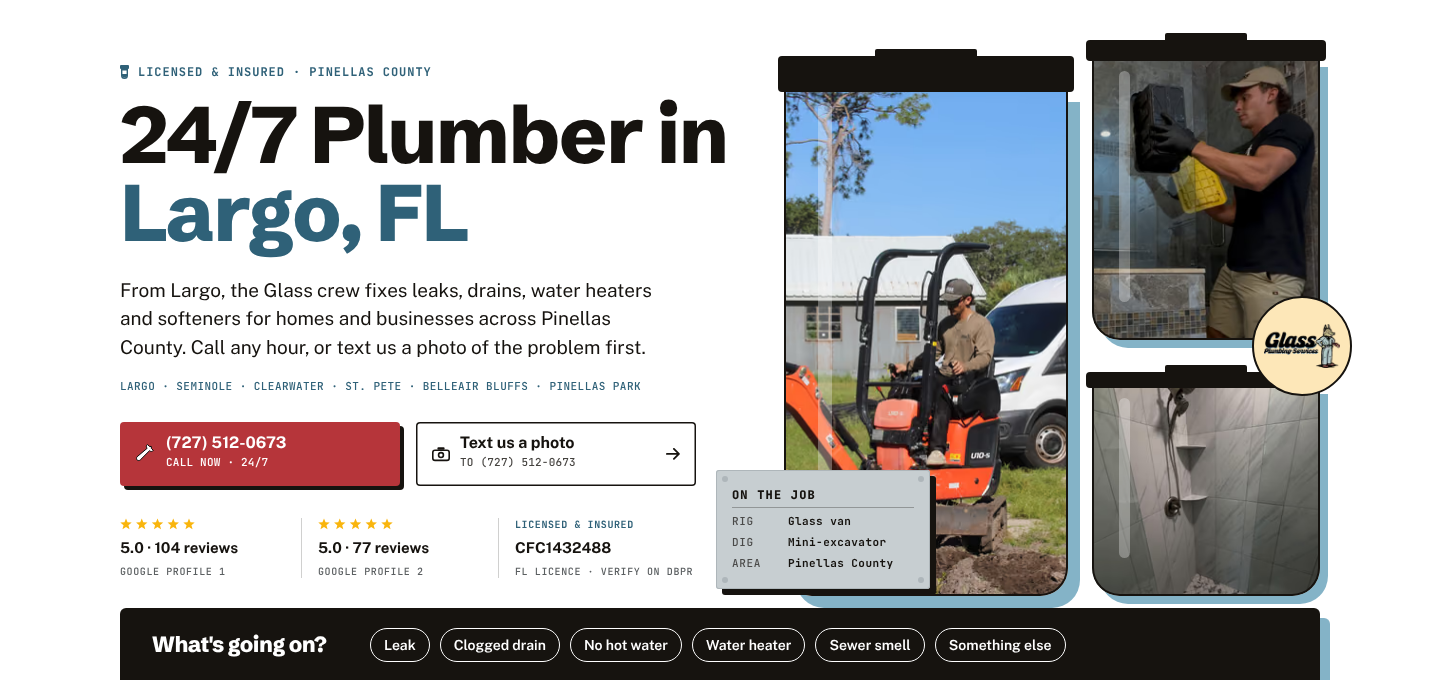 LICENSED & INSURED · PINELLAS COUNTY
24/7 Plumber in
Largo, FL
From Largo, the Glass crew fixes leaks, drains, water heaters
and softeners for homes and businesses across Pinellas
County. Call any hour, or text us a photo of the problem first.
LARGO · SEMINOLE · CLEARWATER · ST. PETE · BELLEAIR BLUFFS · PINELLAS PARK
(727) 512-0673
CALL NOW · 24/7
Text us a photo
TO (727) 512-0673
5.0 · 104 reviews
GOOGLE PROFILE 1
5.0 · 77 reviews
GOOGLE PROFILE 2
LICENSED & INSURED
CFC1432488
FL LICENCE · VERIFY ON DBPR
U10-5
ON THE JOB
RIG Glass van
DIG Mini-excavator
AREA Pinellas County
Glass
Plumbing Services
What's going on?
Leak
Clogged drain
No hot water
Water heater
Sewer smell
Something else